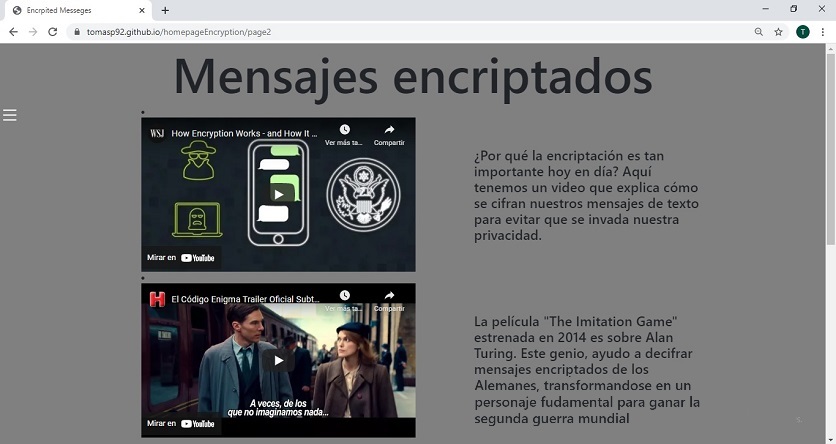 Encrpited Messeges
tomasp92.github.io/homepageEncryption/page2
T
Mensajes encriptados
WSJ How Encryption Works - and How It ...
Ver más ta...
Compartir
Mirar en YouTube
¿Por qué la encriptación es tan
importante hoy en día? Aquí
tenemos un video que explica cómo
se cifran nuestros mensajes de texto
para evitar que se invada nuestra
privacidad.
H El Código Enigma Trailer Oficial Subt...
Ver más ta...
Compartir
A veces, de los
que no imaginamos nada...
Mirar en YouTube
La película "The Imitation Game"
estrenada en 2014 es sobre Alan
Turing. Este genio, ayudo a decifrar
mensajes encriptados de los
Alemanes, transformandose en un
personaje fudamental para ganar la
segunda guerra mundial